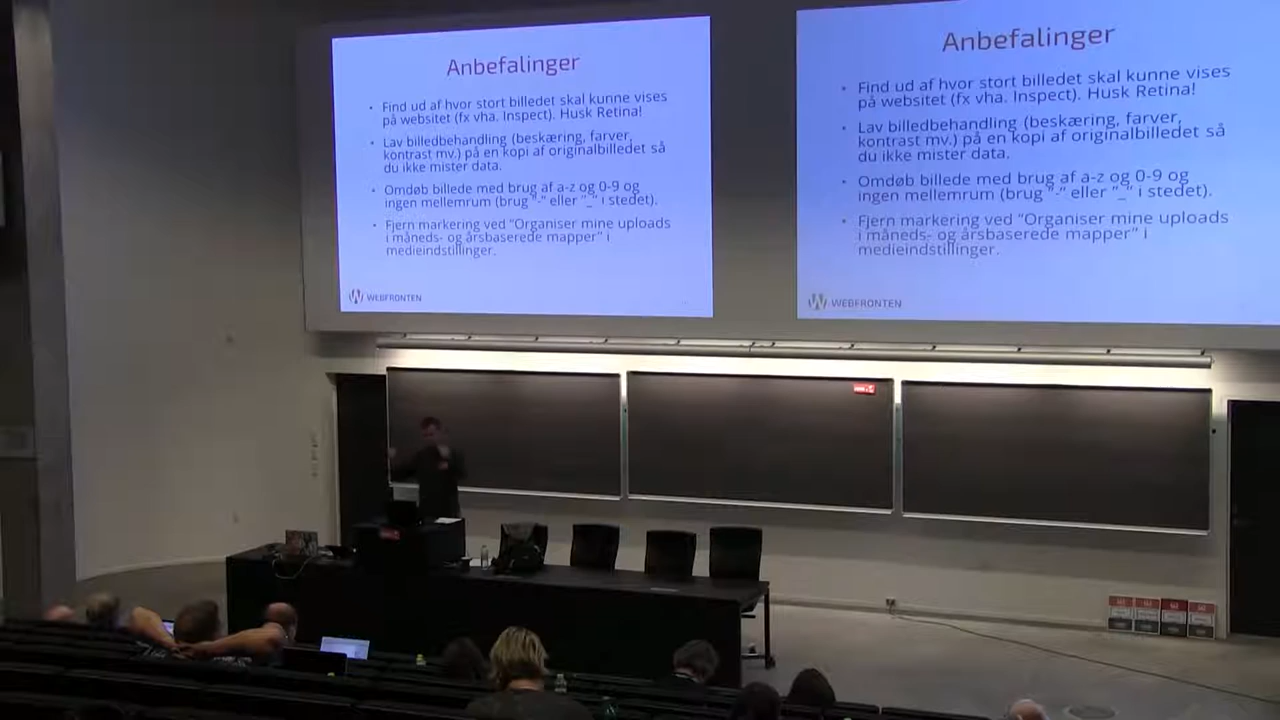 Anbefalinger
• Find ud af hvor stort billedet skal kunne vises
på websitet (fx vha. Inspect). Husk Retina!
• Lav billedbehandling (beskæring, farver,
kontrast mv.) på en kopi af originalbilledet så
du ikke mister data.
• Omdøb billede med brug af a-z og 0-9 og
ingen mellemrum (brug "-" eller "_" i stedet).
• Fjern markering ved "Organiser mine uploads
i måneds- og årsbaserede mapper" i
medieindstillinger.
WEBFRONTEN
Anbefalinger
• Find ud af hvor stort billedet skal kunne vises
på websitet (fx vha. Inspect). Husk Retina!
• Lav billedbehandling (beskæring, farver,
kontrast mv.) på en kopi af originalbilledet så
du ikke mister data.
• Omdøb billede med brug af a-z og 0-9 og
ingen mellemrum (brug "-" eller "_" i stedet).
• Fjern markering ved "Organiser mine uploads
i måneds- og årsbaserede mapper" i
medieindstillinger.
WEBFRONTEN